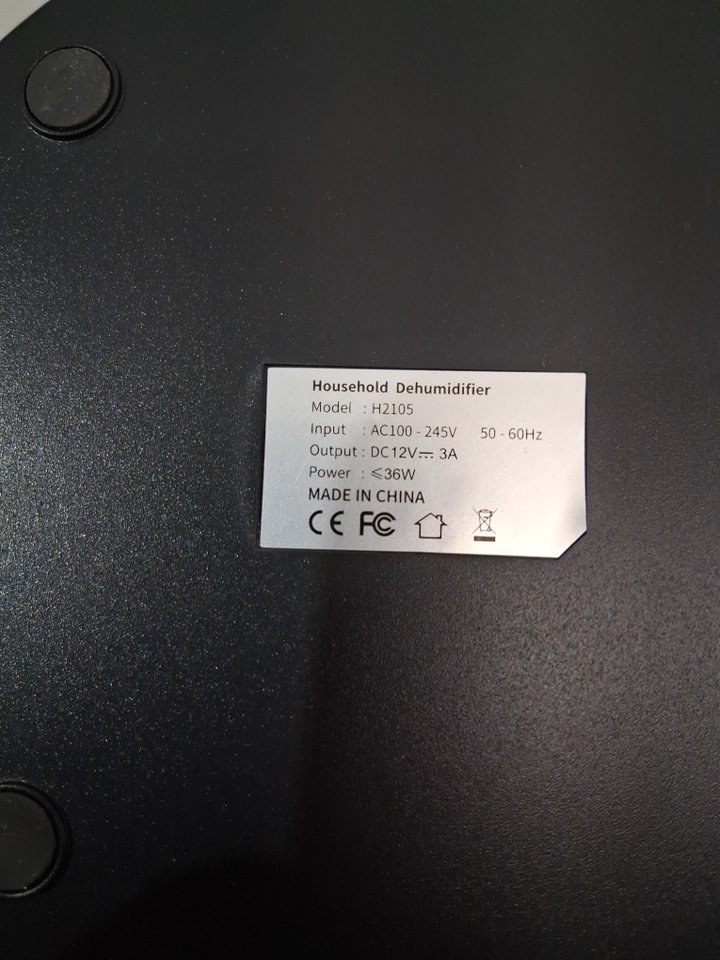 Household Dehumidifier
Model : H2105
Input : AC100 - 245V 50 - 60Hz
Output : DC12V⎓ 3A
Power : ⩽36W
MADE IN CHINA
CE FC